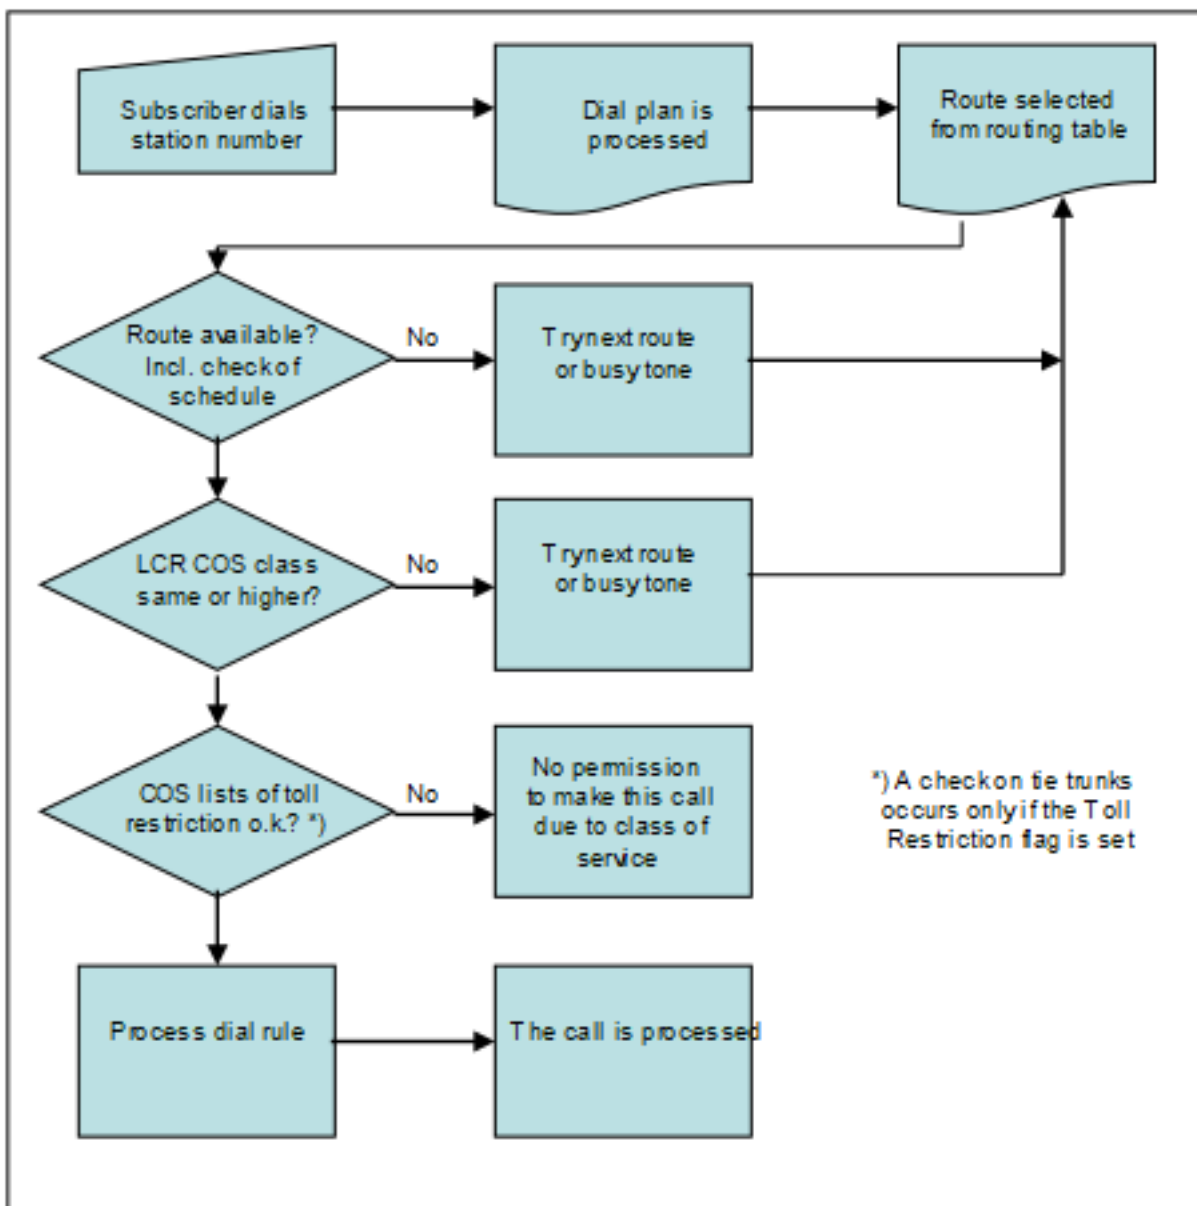 Subscriber dials
station number
Dial plan is
processed
Route selected
from routing table
Route available?
Incl. check of
schedule
No
Try next route
or busy tone
LCR COS class
same or higher?
No
Try next route
or busy tone
COS lists of toll
restriction o.k.? *)
No
No permission
to make this call
due to class of
service
*) A check on tie trunks
occurs only if the Toll
Restriction flag is set
Process dial rule
The call is processed